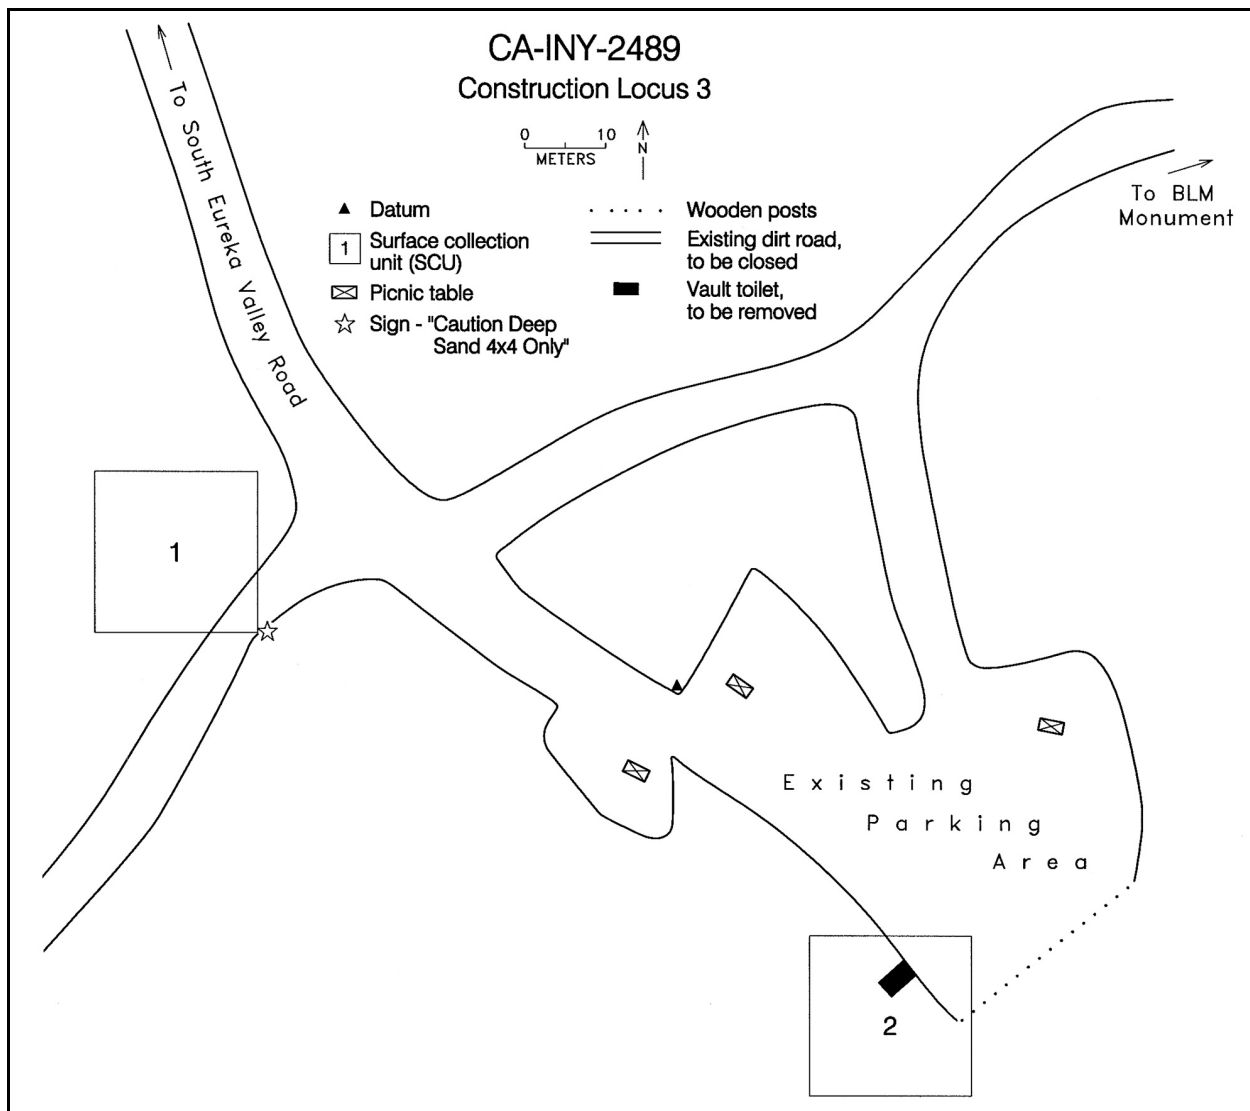 CA-INY-2489
Construction Locus 3
0 10
METERS
N
Datum
1 Surface collection
unit (SCU)
Picnic table
Sign - "Caution Deep
Sand 4x4 Only"
Wooden posts
Existing dirt road,
to be closed
Vault toilet,
to be removed
To South Eureka Valley Road
To BLM
Monument
1
Existing
Parking
Area
2